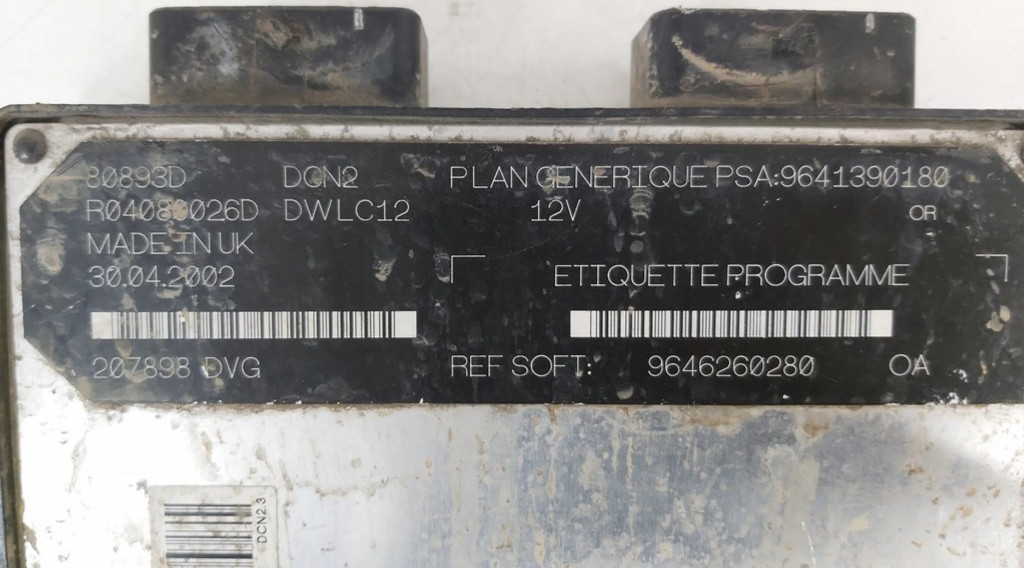 80893D DCN2 PLAN GENERIQUE PSA:9641390180
DWLC12 12V OR
MADE IN UK
30.04.2002 ETIQUETTE PROGRAMME
207898 DVG REF SOFT: 9646260280 OA
DCN2.3